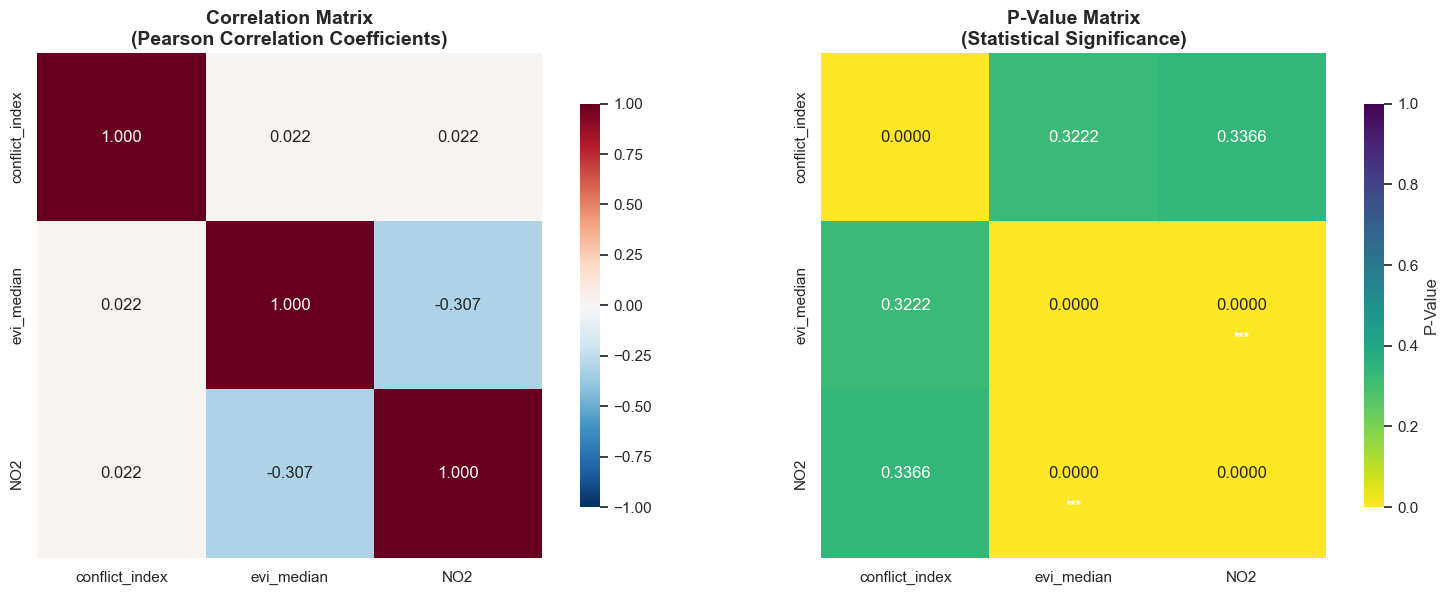 Correlation Matrix
(Pearson Correlation Coefficients)
conflict_index
1.000 0.022 0.022
evi_median
0.022 1.000 -0.307
NO2
0.022 -0.307 1.000
conflict_index evi_median NO2
1.00
0.75
0.50
0.25
0.00
−0.25
−0.50
−0.75
−1.00
P-Value Matrix
(Statistical Significance)
conflict_index
0.0000 0.3222 0.3366
evi_median
0.3222 0.0000 0.0000
***
NO2
0.3366 0.0000 0.0000
***
conflict_index evi_median NO2
1.0
0.8
0.6
0.4
0.2
0.0
P-Value